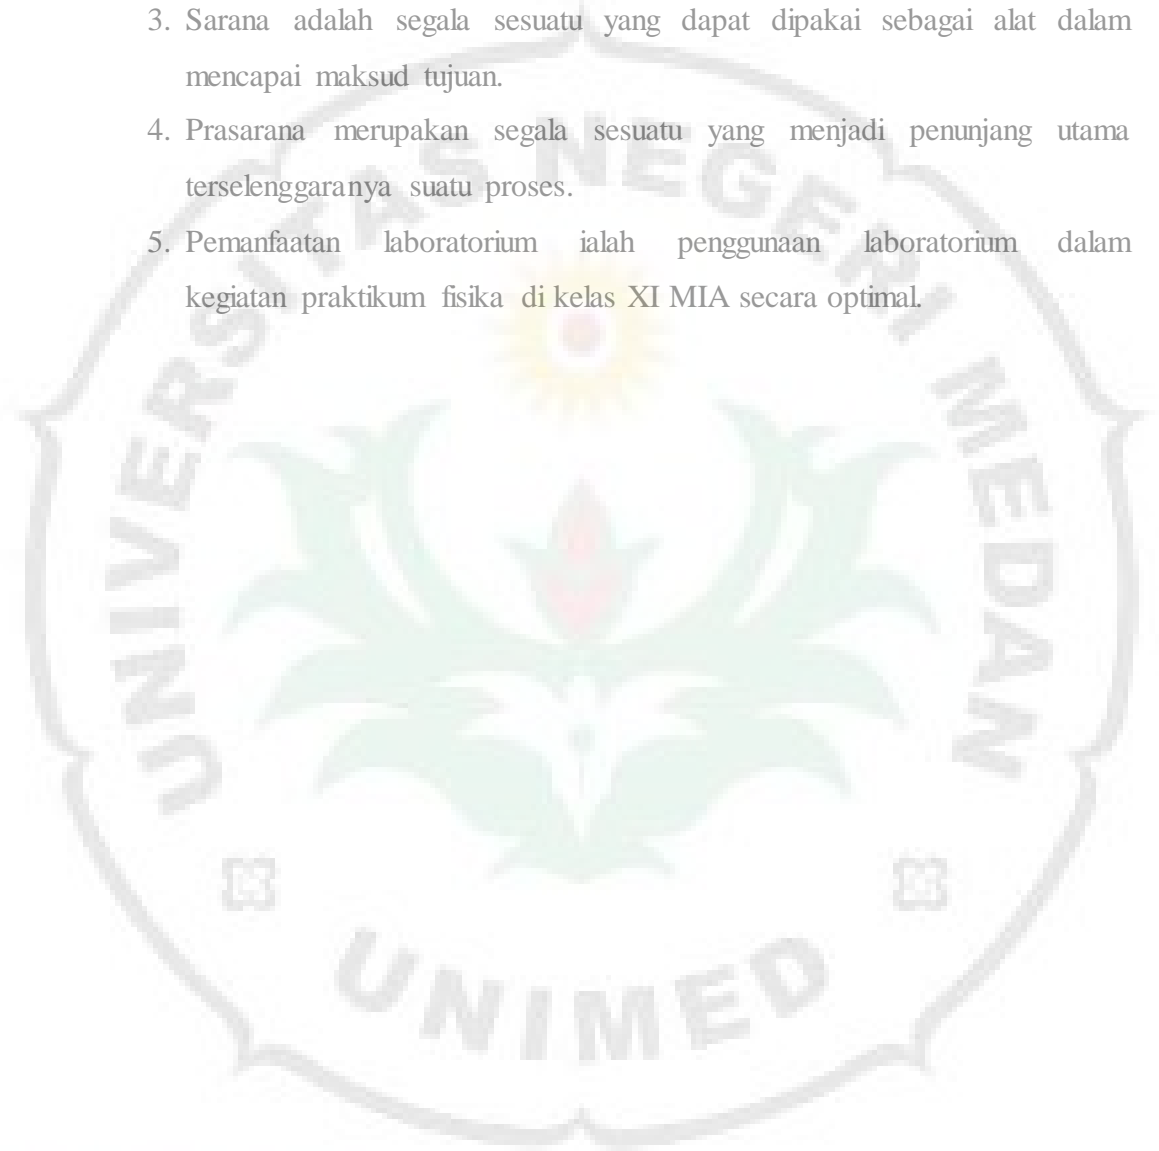 3. Sarana adalah segala sesuatu yang dapat dipakai sebagai alat dalam
mencapai maksud tujuan.
4. Prasarana merupakan segala sesuatu yang menjadi penunjang utama
terselenggaranya suatu proses.
5. Pemanfaatan laboratorium ialah penggunaan laboratorium dalam
kegiatan praktikum fisika di kelas XI MIA secara optimal.
UNIVERSITAS NEGERI MEDAN
UNIMED